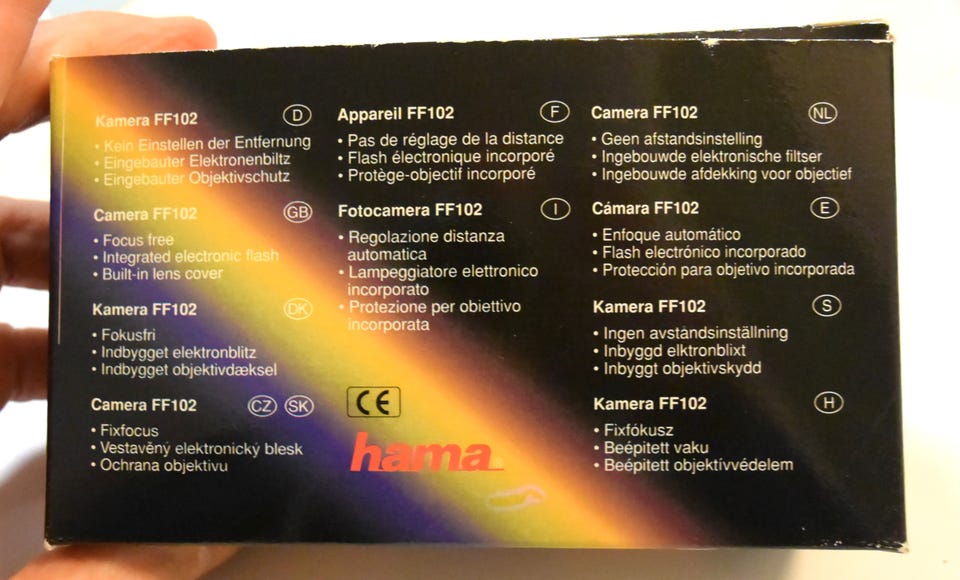 Kamera FF102 D
• Kein Einstellen der Entfernung
• Eingebauter Elektronenbiltz
• Eingebauter Objektivschutz
Camera FF102 GB
• Focus free
• Integrated electronic flash
• Built-in lens cover
Kamera FF102 DK
• Fokusfri
• Indbygget elektronblitz
• Indbygget objektivdæksel
Camera FF102 CZ SK
• Fixfocus
• Vestavěný elektronický blesk
• Ochrana objektivu
Appareil FF102 F
• Pas de réglage de la distance
• Flash électronique incorporé
• Protège-objectif incorporé
Fotocamera FF102 I
• Regolazione distanza
automatica
• Lampeggiatore elettronico
incorporato
• Protezione per obiettivo
incorporata
CE
hama®
Camera FF102 NL
• Geen afstandsinstelling
• Ingebouwde elektronische filtser
• Ingebouwde afdekking voor objectief
Cámara FF102 E
• Enfoque automático
• Flash electrónico incorporado
• Protección para objetivo incorporada
Kamera FF102 S
• Ingen avståndsinställning
• Inbyggd elktronblixt
• Inbyggt objektivskydd
Kamera FF102 H
• Fixfókusz
• Beépitett vaku
• Beépitett objektívvédelem